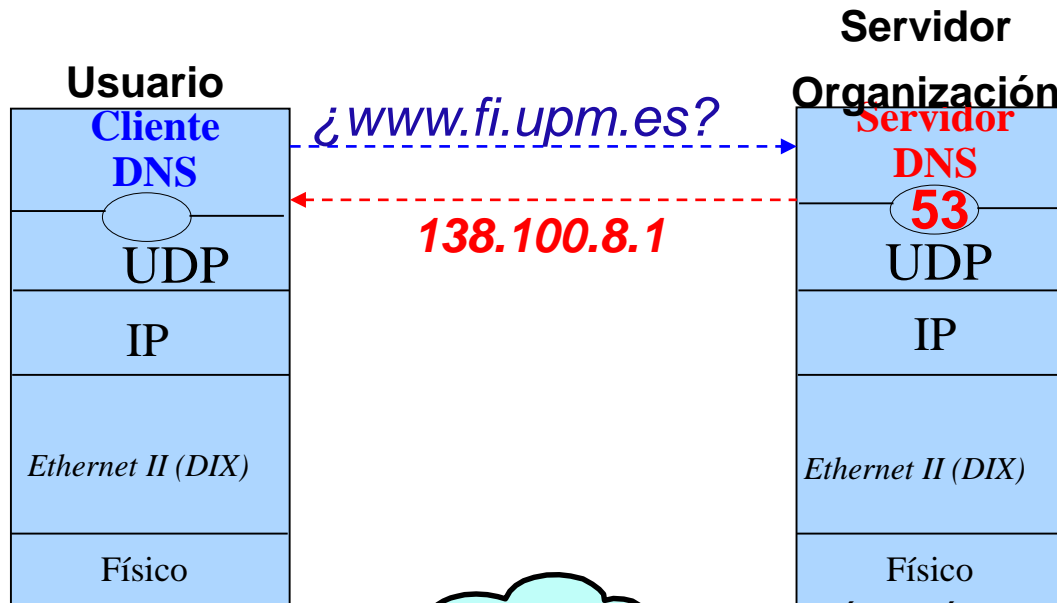 Servidor
Organización
Usuario
Cliente
DNS
¿www.fi.upm.es?
138.100.8.1
Servidor
DNS
53
UDP
UDP
IP
IP
Ethernet II (DIX)
Ethernet II (DIX)
Físico
Físico